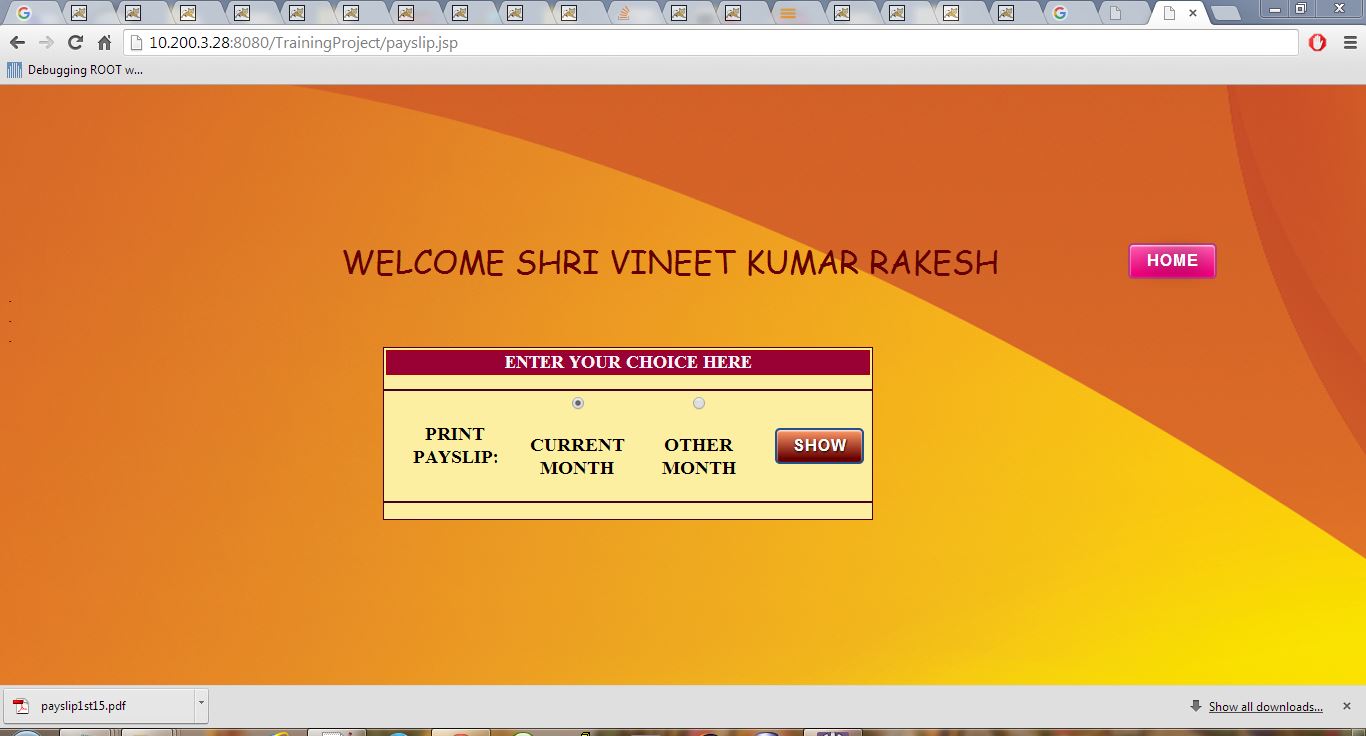 10.200.3.28:8080/TrainingProject/payslip.jsp
Debugging ROOT w...
WELCOME SHRI VINEET KUMAR RAKESH
HOME
ENTER YOUR CHOICE HERE
PRINT
PAYSLIP:
CURRENT
MONTH
OTHER
MONTH
SHOW
payslip1st15.pdf
Show all downloads...